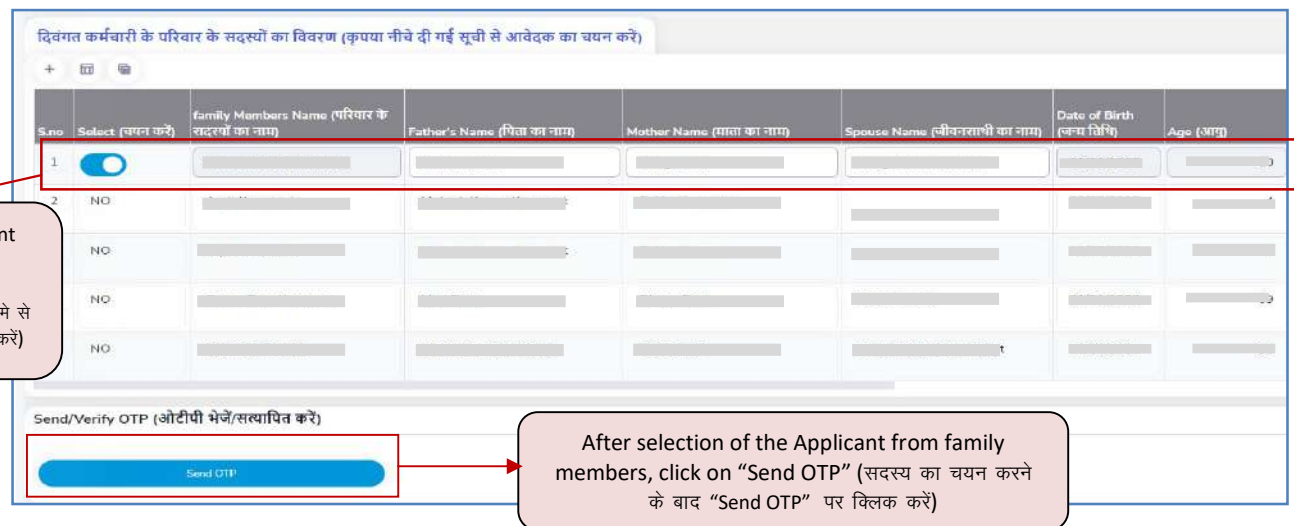 दिवंगत कर्मचारी के परिवार के सदस्यों का विवरण (कृपया नीचे दी गई सूची से आवेदक का चयन करें)
S.no Select (चयन करें) family Members Name (परिवार के सदस्यों का नाम) Father's Name (पिता का नाम) Mother Name (माता का नाम) Spouse Name (जीवनसाथी का नाम) Date of Birth (जन्म तिथि) Age (आयु)
1
2 NO
NO
NO
NO
nt
मे से
करें)
Send/Verify OTP (ओटीपी भेजें/सत्यापित करें)
Send OTP
After selection of the Applicant from family
members, click on “Send OTP” (सदस्य का चयन करने
के बाद “Send OTP” पर क्लिक करें)